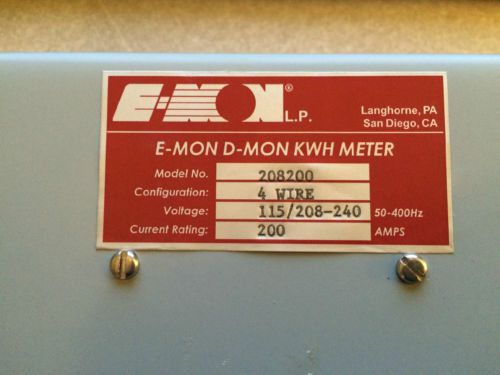 E-MON® L.P.
Langhorne, PA
San Diego, CA
E-MON D-MON KWH METER
Model No. 208200
Configuration: 4 WIRE
Voltage: 115/208-240 50-400Hz
Current Rating: 200 AMPS